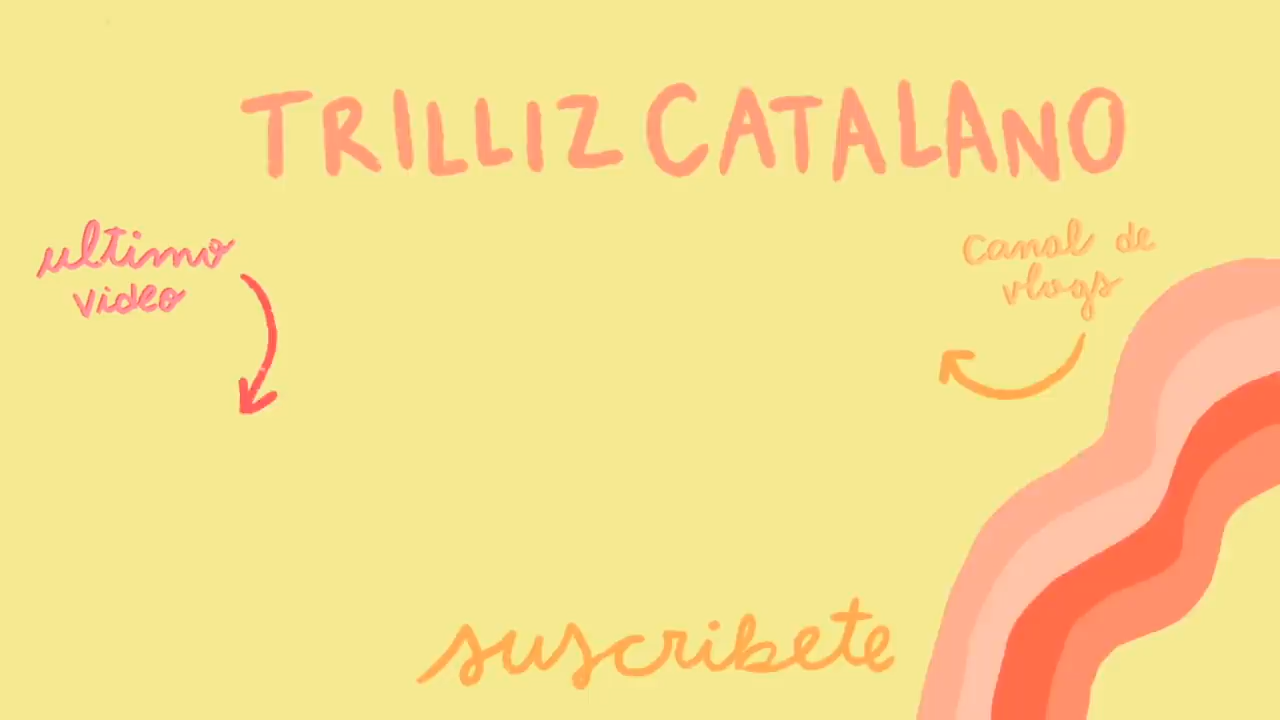 TRILLIZ CATALANO
ultimo
video
canal de
vlogs
suscribete